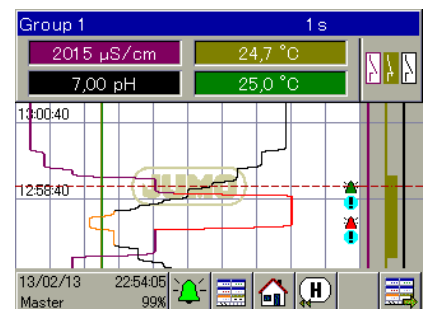 Group 1 1 s
2015 µS/cm 24,7 °C
7,00 pH 25,0 °C
13:00:40
12:58:40
JUMO
13/02/13 22:54:05
Master 99%
H